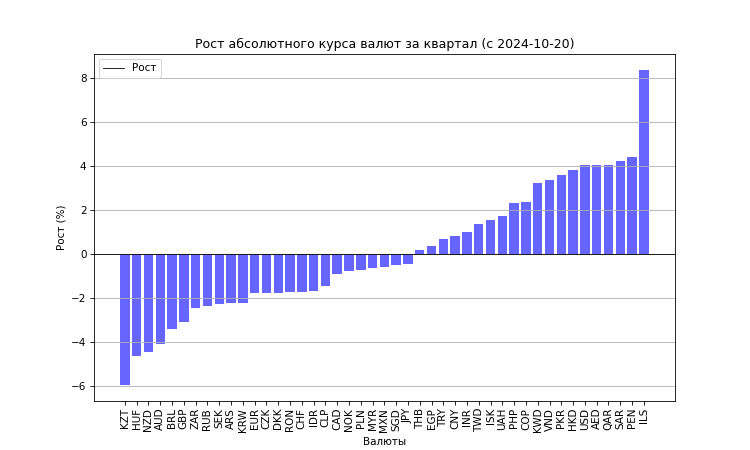 Рост абсолютного курса валют за квартал (с 2024-10-20)
Рост
Рост (%)
8
6
4
2
0
−2
−4
−6
KZT HUF NZD AUD BRL GBP ZAR RUB SEK ARS KRW EUR CZK DKK RON CHF IDR CLP CAD NOK PLN MYR MXN SGD JPY THB EGP TRY CNY INR TWD ISK UAH PHP COP KWD VND PKR HKD USD AED QAR SAR PEN ILS
Валюты